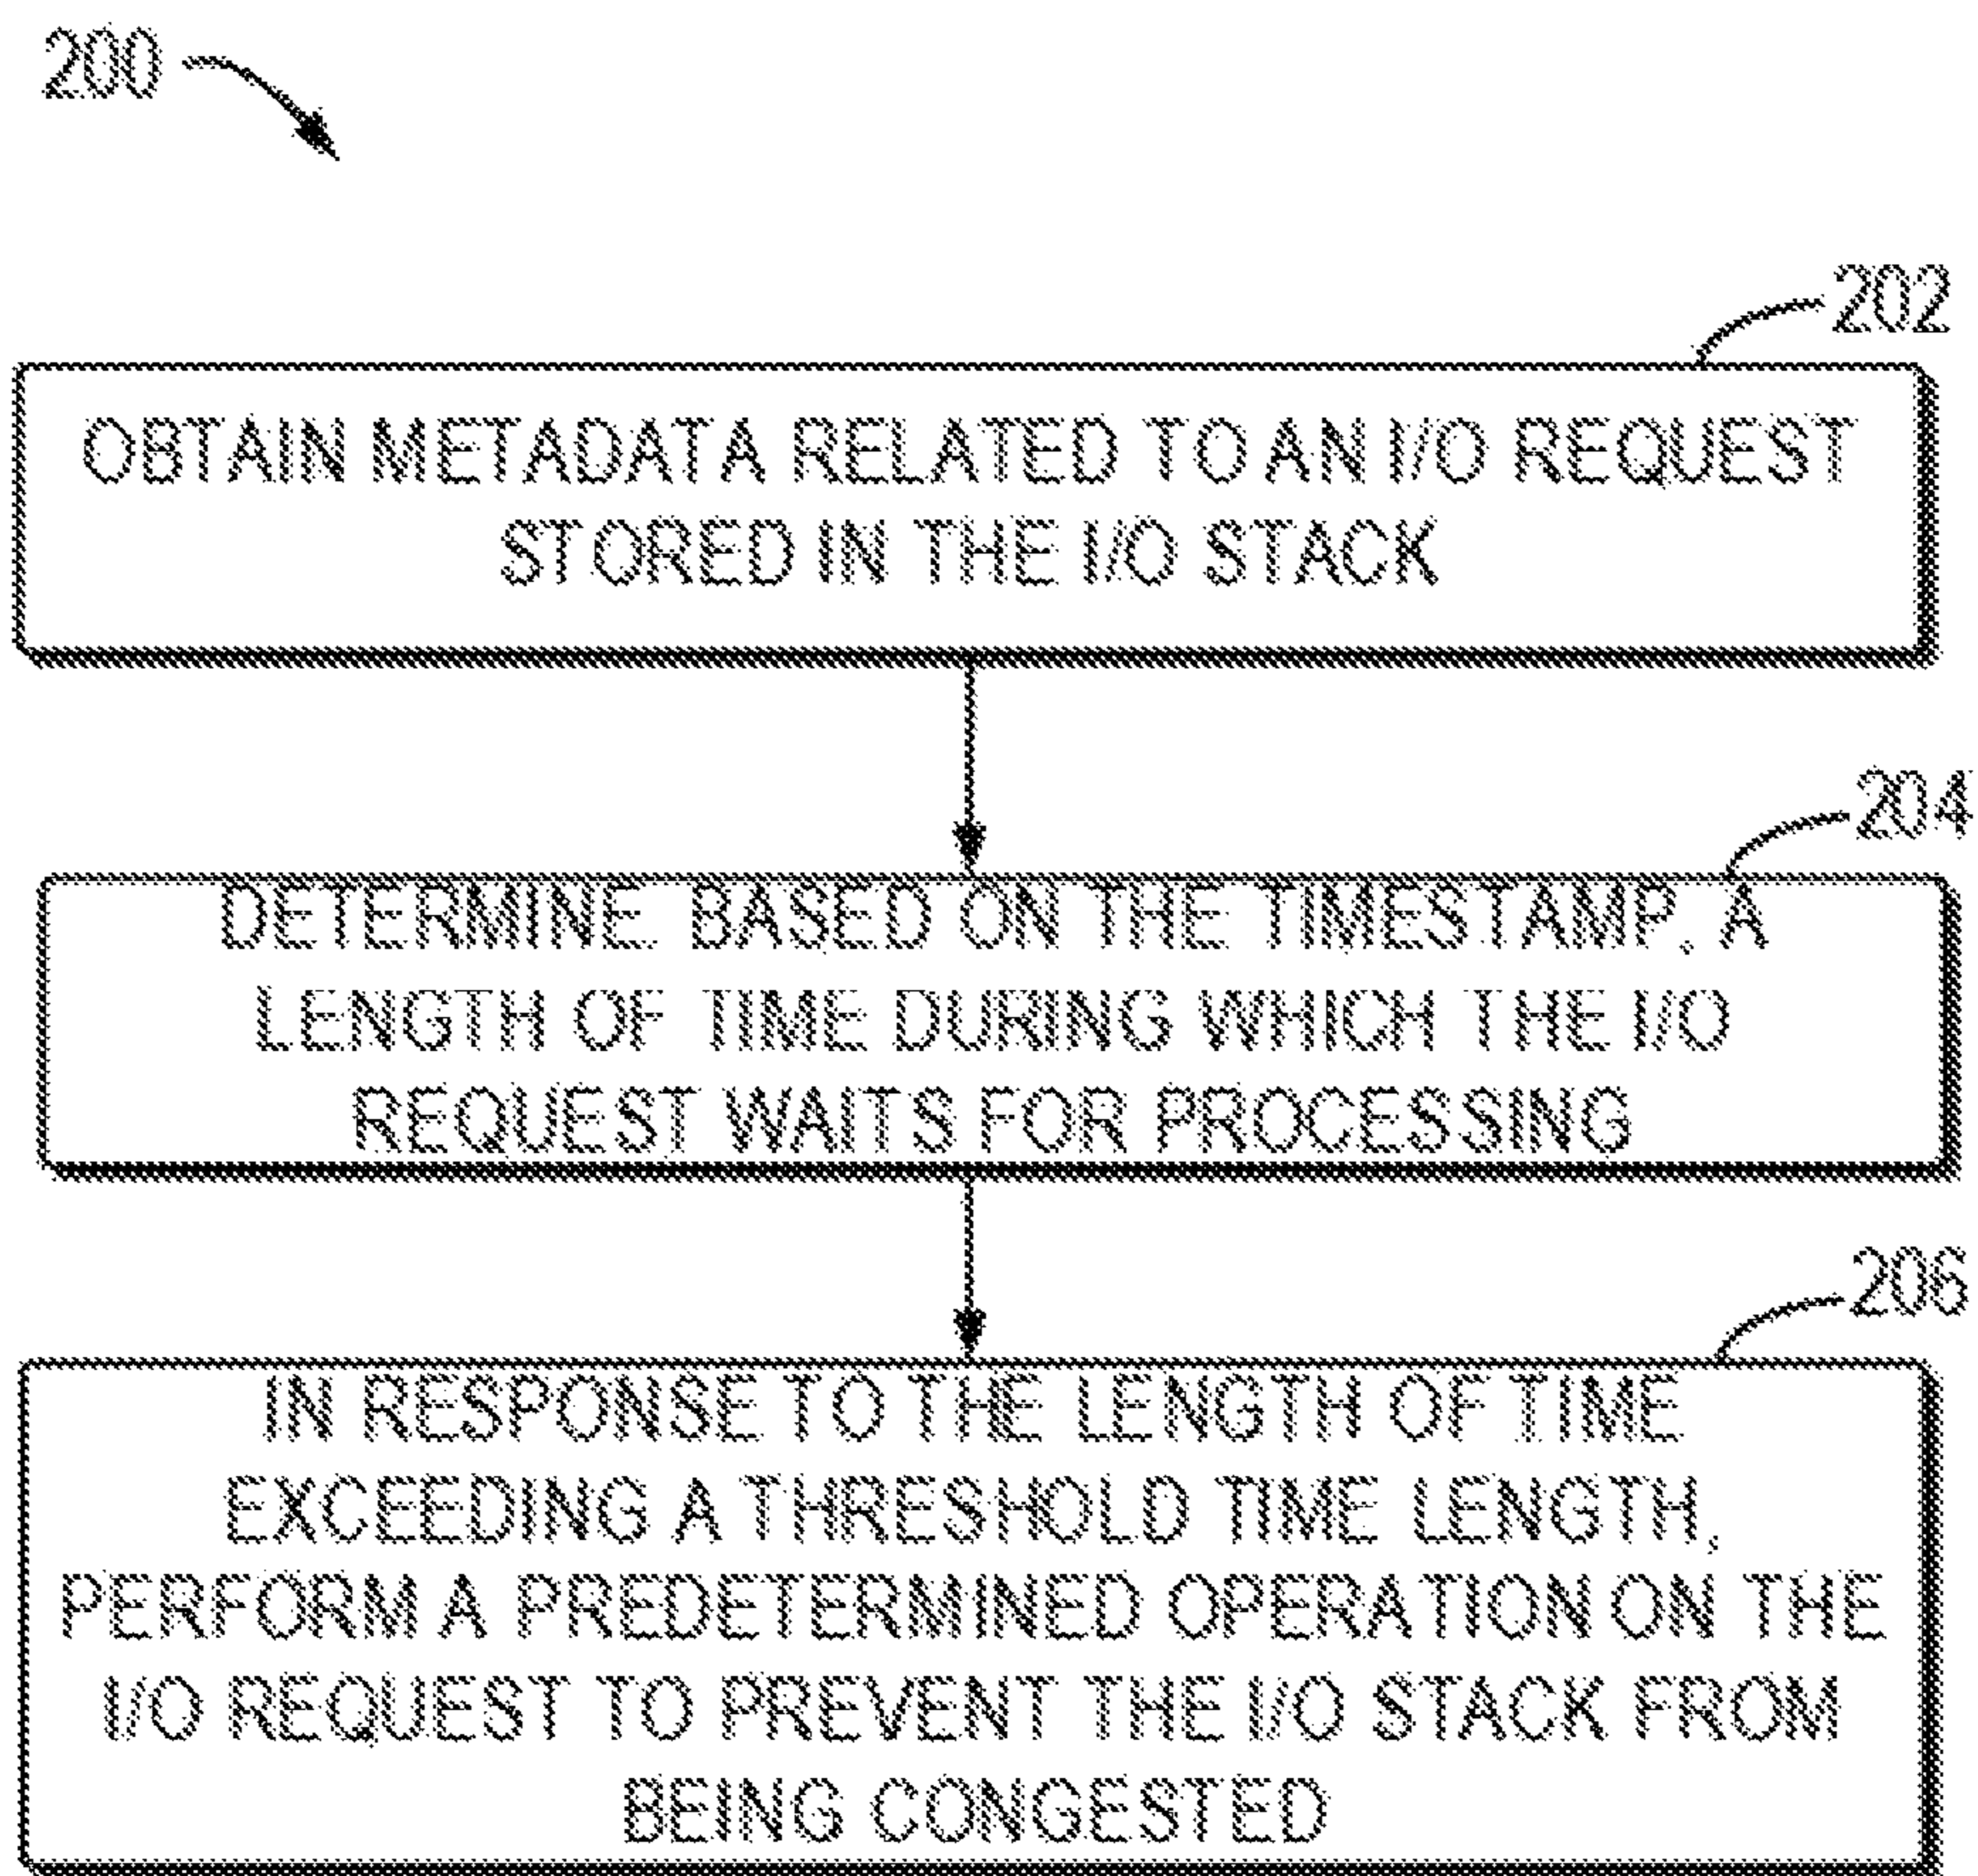 200
202
OBTAIN METADATA RELATED TO AN I/O REQUEST
STORED IN THE I/O STACK
204
DETERMINE BASED ON THE TIMESTAMP, A
LENGTH OF TIME DURING WHICH THE I/O
REQUEST WAITS FOR PROCESSING
206
IN RESPONSE TO THE LENGTH OF TIME
EXCEEDING A THRESHOLD TIME LENGTH,
PERFORM A PREDETERMINED OPERATION ON THE
I/O REQUEST TO PREVENT THE I/O STACK FROM
BEING CONGESTED